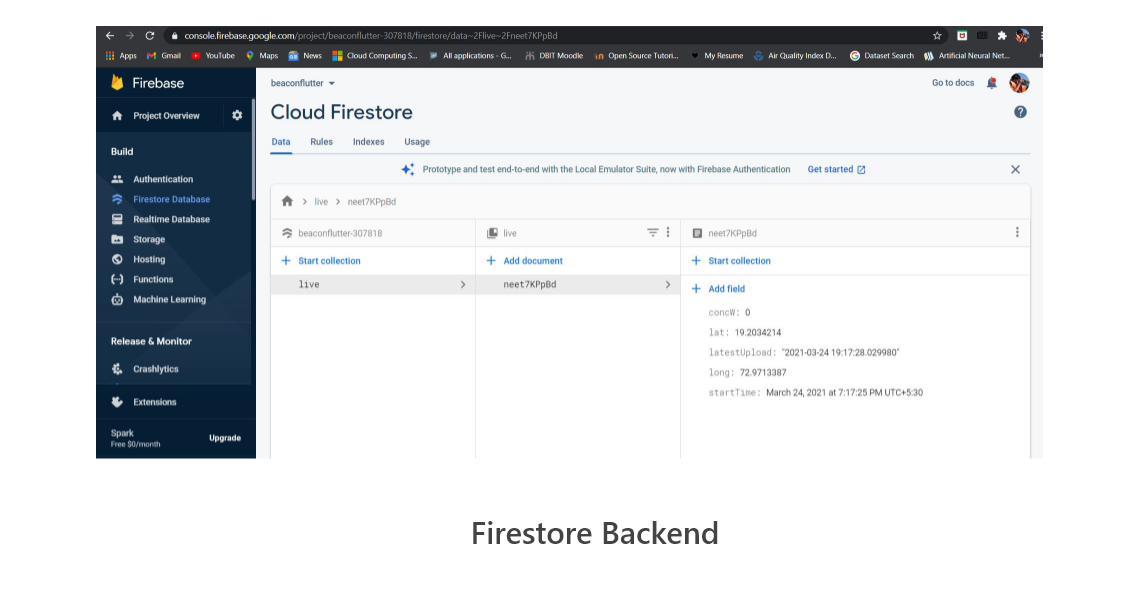 console.firebase.google.com/project/beaconflutter-307818/firestore/data~2Flive~2Fneet7KPpBd
Apps Gmail YouTube Maps News Cloud Computing S... All applications - G... DBIT Moodle Open Source Tutori... My Resume Air Quality Index D... Dataset Search Artificial Neural Net... »
Firebase
beaconflutter
Go to docs
Project Overview
Cloud Firestore
Data Rules Indexes Usage
Build
Prototype and test end-to-end with the Local Emulator Suite, now with Firebase Authentication Get started
Authentication
Firestore Database
Realtime Database
Storage
Hosting
Functions
Machine Learning
Release & Monitor
Crashlytics
Extensions
Spark
Free $0/month
Upgrade
live > neet7KPpBd
beaconflutter-307818
Start collection
live
live
Add document
neet7KPpBd
neet7KPpBd
Start collection
Add field
concW: 0
lat: 19.2034214
latestUpload: "2021-03-24 19:17:28.029980"
long: 72.9713387
startTime: March 24, 2021 at 7:17:25 PM UTC+5:30
Firestore Backend